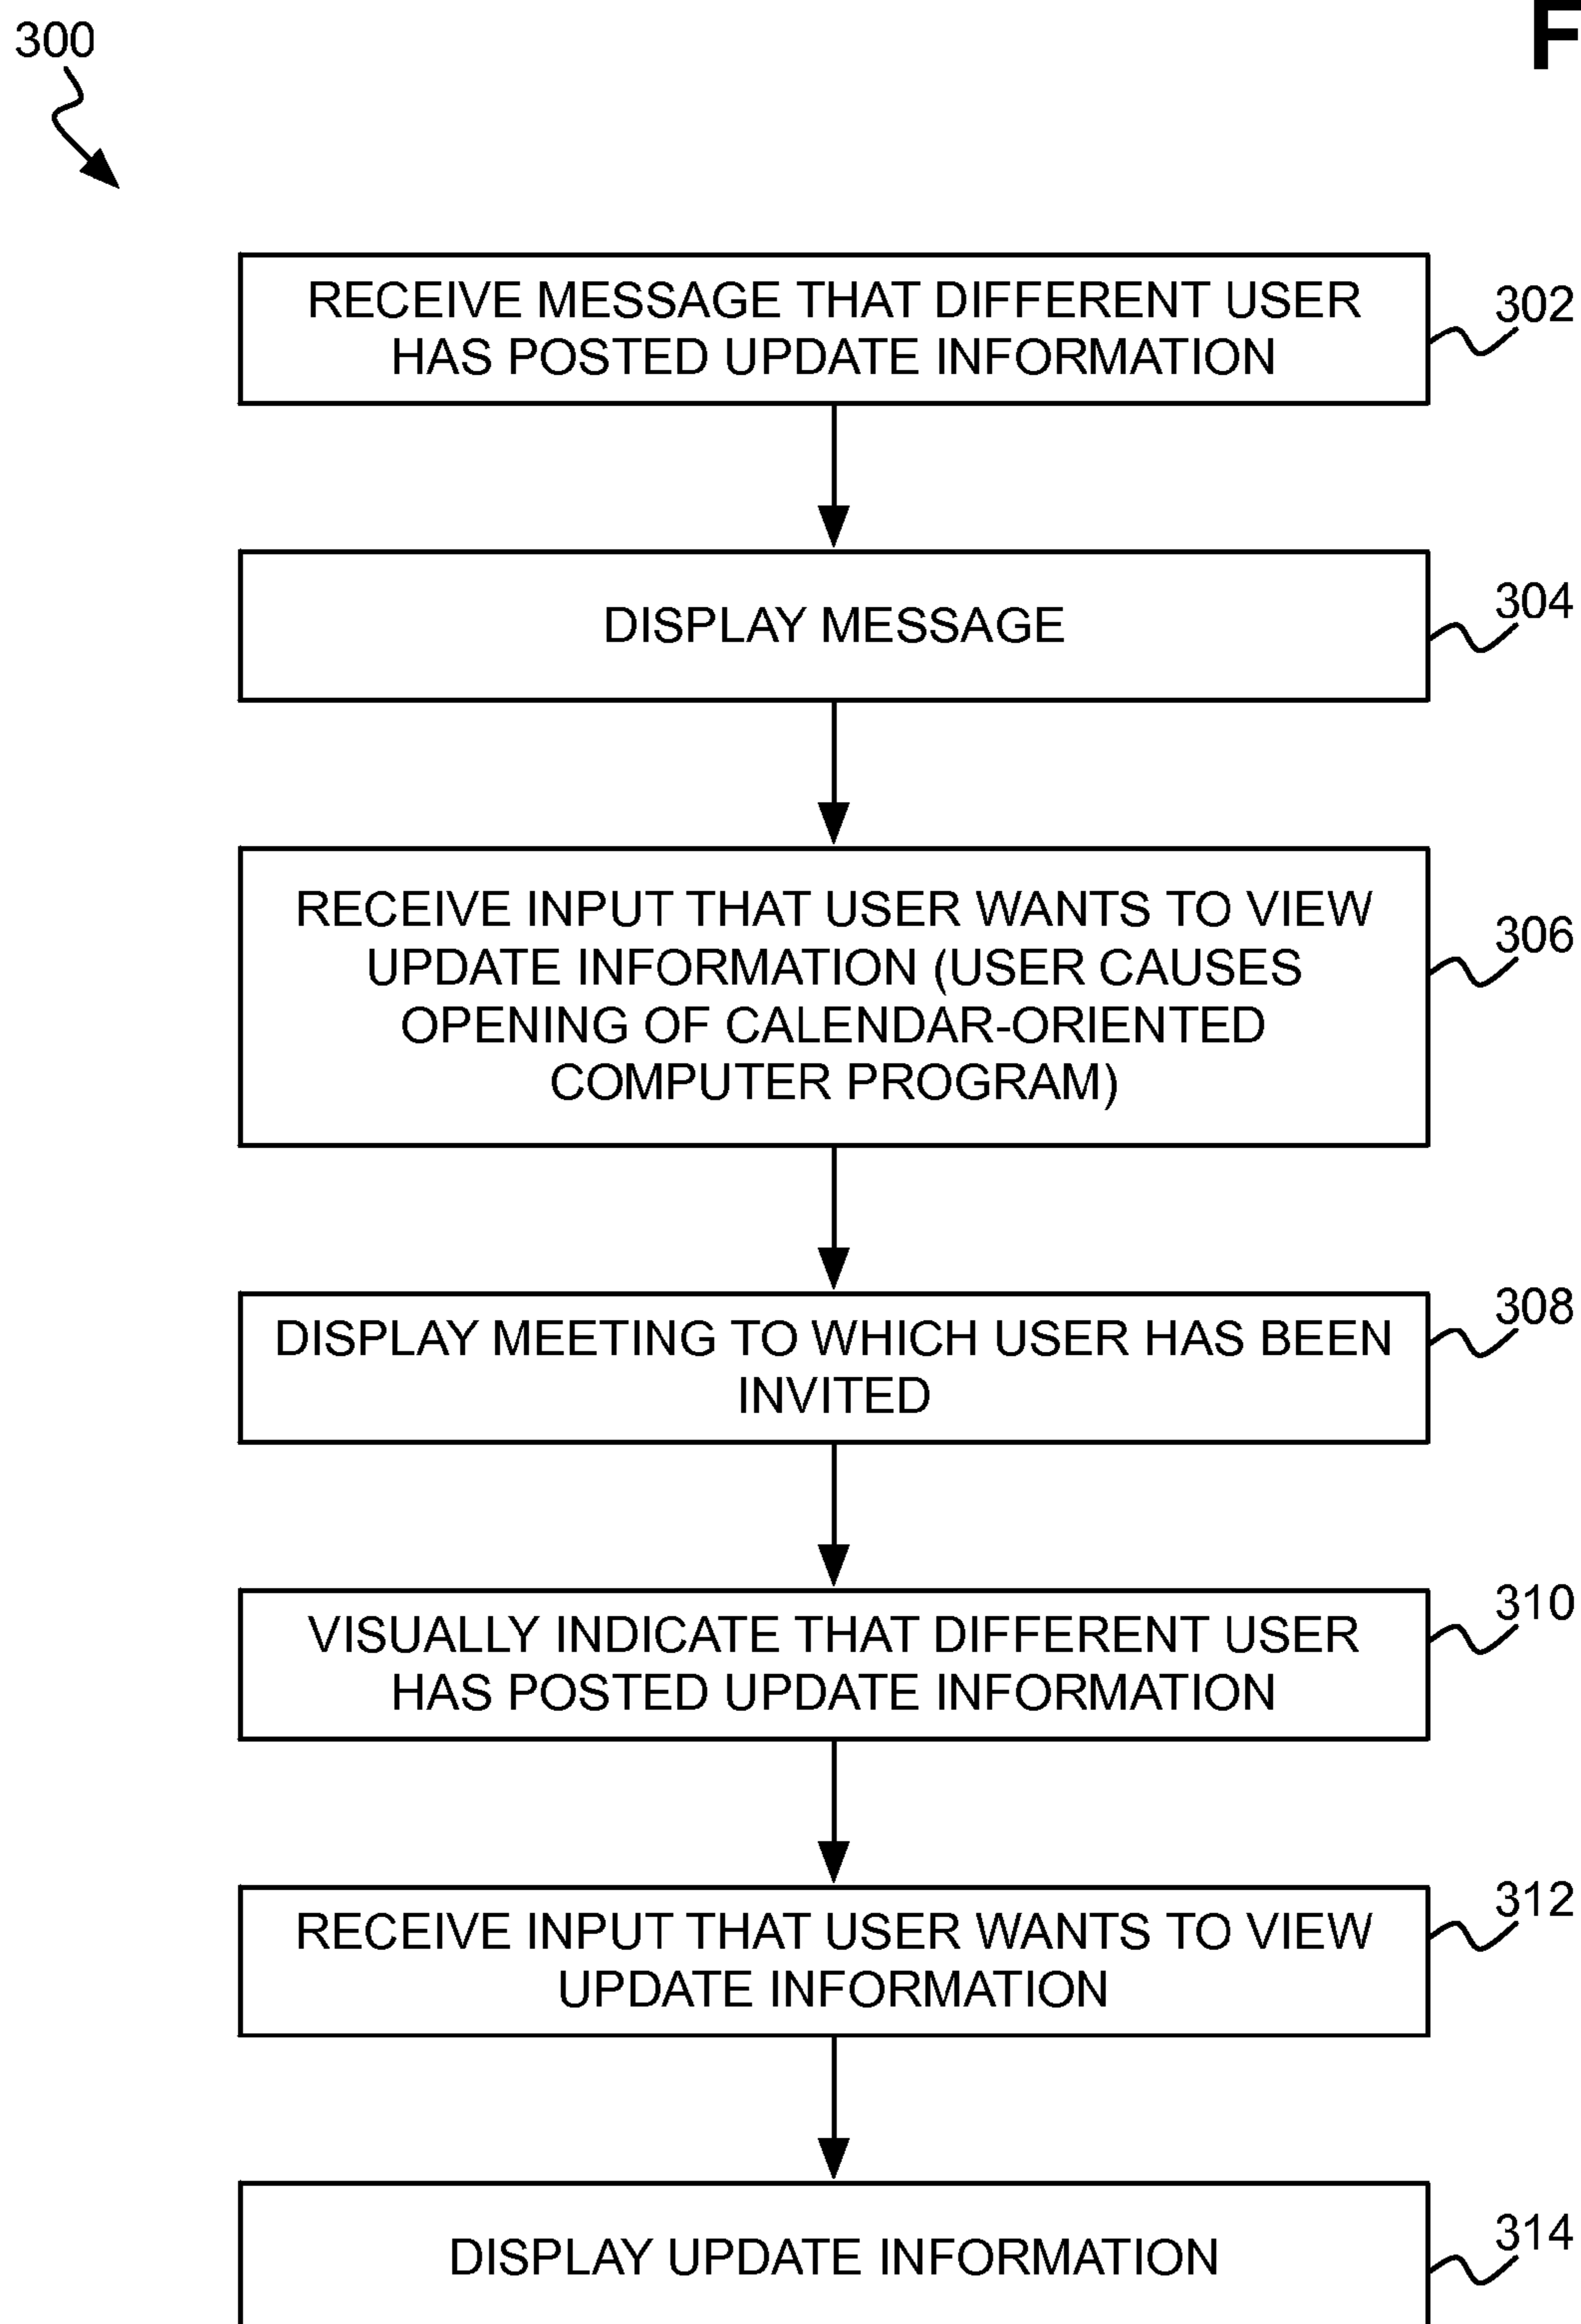 300
F
RECEIVE MESSAGE THAT DIFFERENT USER
HAS POSTED UPDATE INFORMATION
302
DISPLAY MESSAGE
304
RECEIVE INPUT THAT USER WANTS TO VIEW
UPDATE INFORMATION (USER CAUSES
OPENING OF CALENDAR-ORIENTED
COMPUTER PROGRAM)
306
DISPLAY MEETING TO WHICH USER HAS BEEN
INVITED
308
VISUALLY INDICATE THAT DIFFERENT USER
HAS POSTED UPDATE INFORMATION
310
RECEIVE INPUT THAT USER WANTS TO VIEW
UPDATE INFORMATION
312
DISPLAY UPDATE INFORMATION
314